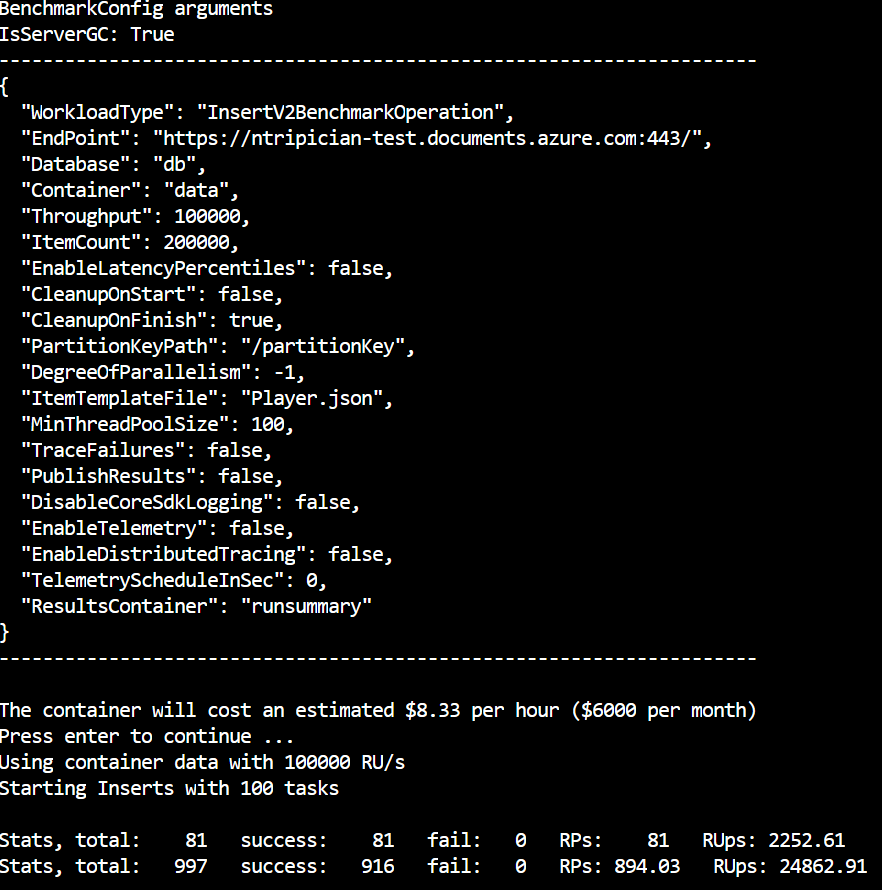 BenchmarkConfig arguments
IsServerGC: True
---------------------------------------------------------------------
{
  "WorkloadType": "InsertV2BenchmarkOperation",
  "EndPoint": "https://ntripician-test.documents.azure.com:443/",
  "Database": "db",
  "Container": "data",
  "Throughput": 100000,
  "ItemCount": 200000,
  "EnableLatencyPercentiles": false,
  "CleanupOnStart": false,
  "CleanupOnFinish": true,
  "PartitionKeyPath": "/partitionKey",
  "DegreeOfParallelism": -1,
  "ItemTemplateFile": "Player.json",
  "MinThreadPoolSize": 100,
  "TraceFailures": false,
  "PublishResults": false,
  "DisableCoreSdkLogging": false,
  "EnableTelemetry": false,
  "EnableDistributedTracing": false,
  "TelemetryScheduleInSec": 0,
  "ResultsContainer": "runsummary"
}
---------------------------------------------------------------------
The container will cost an estimated $8.33 per hour ($6000 per month)
Press enter to continue ...
Using container data with 100000 RU/s
Starting Inserts with 100 tasks
Stats, total:    81   success:    81   fail:   0   RPs:    81   RUps: 2252.61
Stats, total:   997   success:   916   fail:   0   RPs: 894.03   RUps: 24862.91